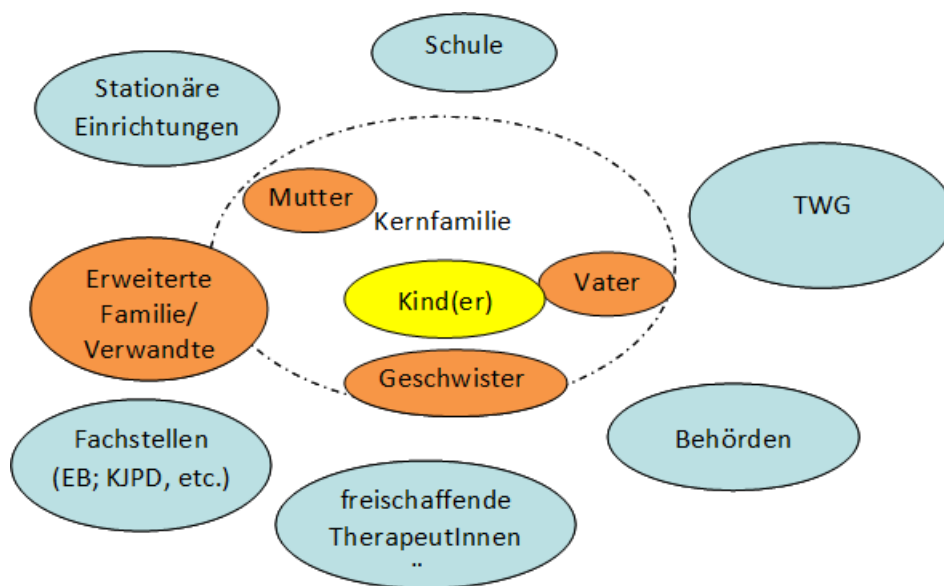 Schule
Stationäre
Einrichtungen
Mutter
TWG
Kernfamilie
Erweiterte
Familie/
Verwandte
Kind(er)
Vater
Geschwister
Fachstellen
(EB; KJPD, etc.)
Behörden
freischaffende
TherapeutInnen